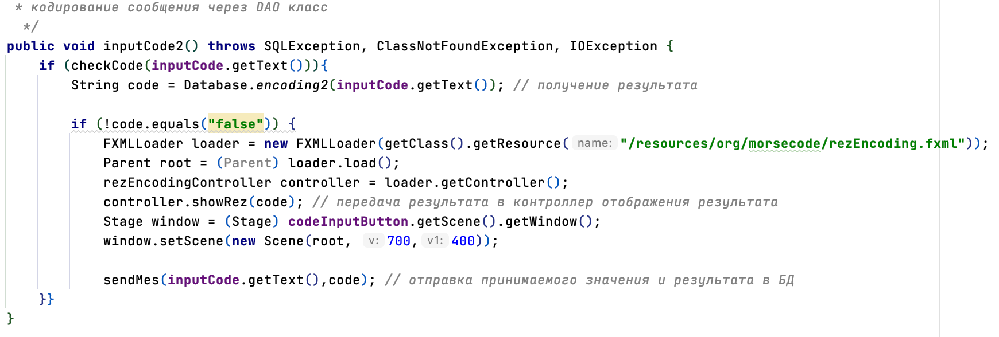 * кодирование сообщения через DAO класс
*/
public void inputCode2() throws SQLException, ClassNotFoundException, IOException {
if (checkCode(inputCode.getText())){
String code = Database.encoding2(inputCode.getText()); // получение результата
if (!code.equals("false")) {
FXMLLoader loader = new FXMLLoader(getClass().getResource( name: "/resources/org/morsecode/rezEncoding.fxml"));
Parent root = (Parent) loader.load();
rezEncodingController controller = loader.getController();
controller.showRez(code); // передача результата в контроллер отображения результата
Stage window = (Stage) codeInputButton.getScene().getWindow();
window.setScene(new Scene(root, v: 700, v1: 400));
sendMes(inputCode.getText(),code); // отправка принимаемого значения и результата в БД
}}
}